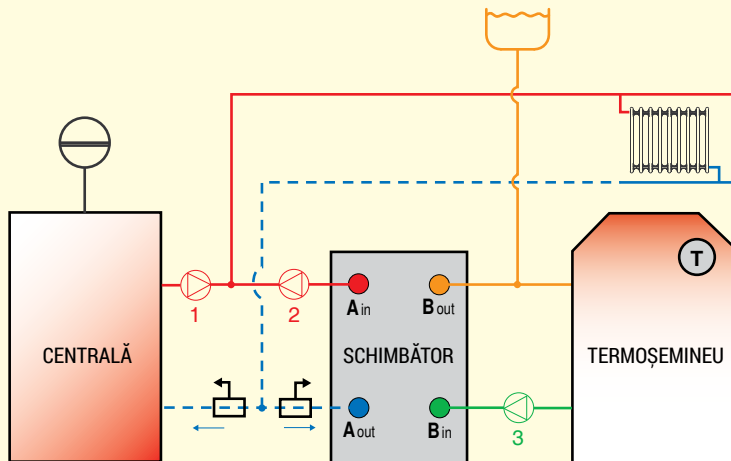 T
1
2
A in
B out
CENTRALĂ
SCHIMBĂTOR
TERMOȘEMINEU
A out
B in
3